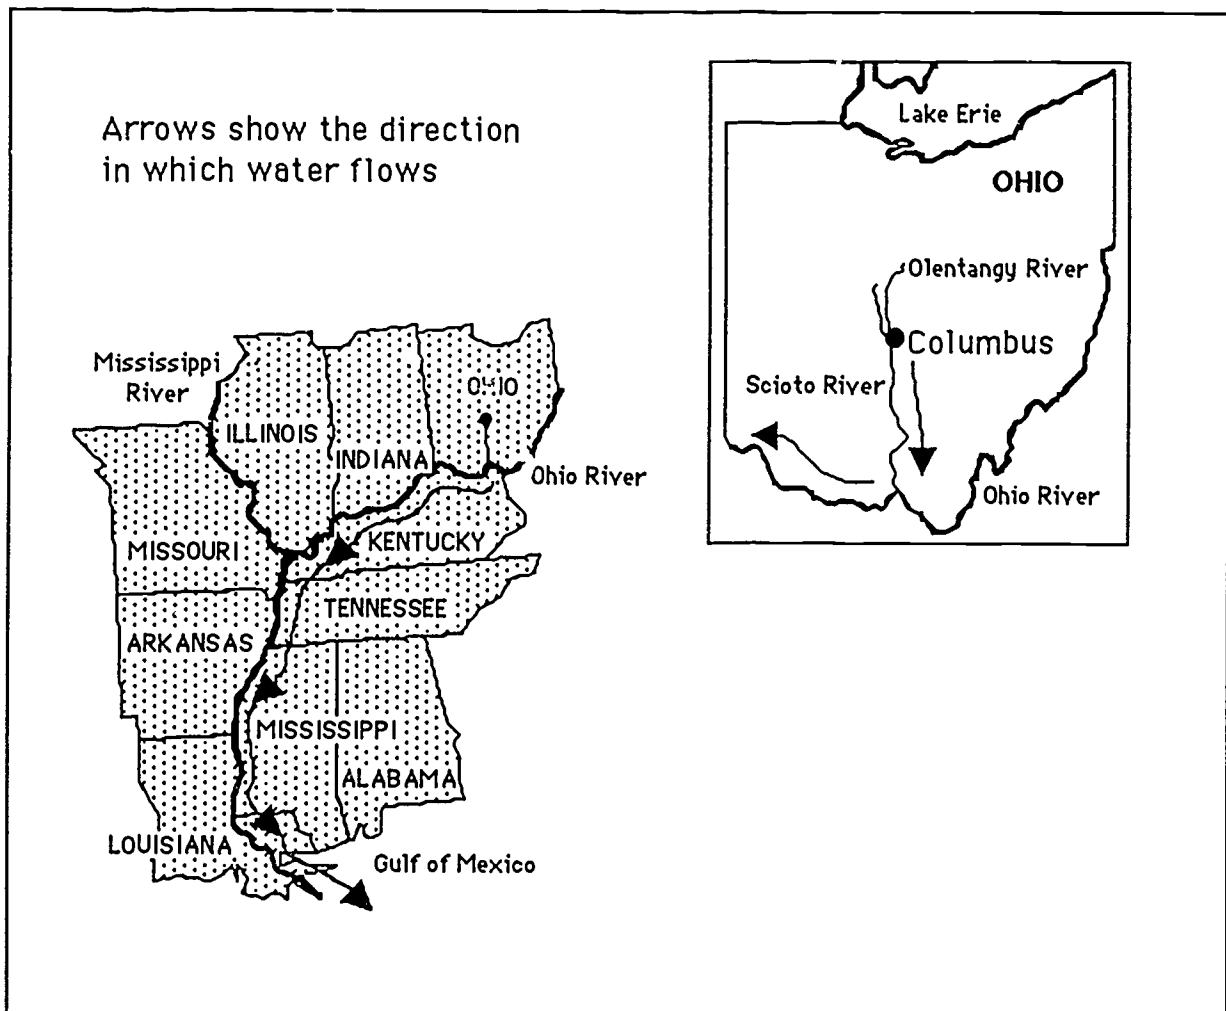 Arrows show the direction
in which water flows
Lake Erie
OHIO
Olentangy River
Columbus
Scioto River
Ohio River
Mississippi
River
OHIO
ILLINOIS
INDIANA
Ohio River
MISSOURI
KENTUCKY
TENNESSEE
ARKANSAS
MISSISSIPPI
ALABAMA
LOUISIANA
Gulf of Mexico